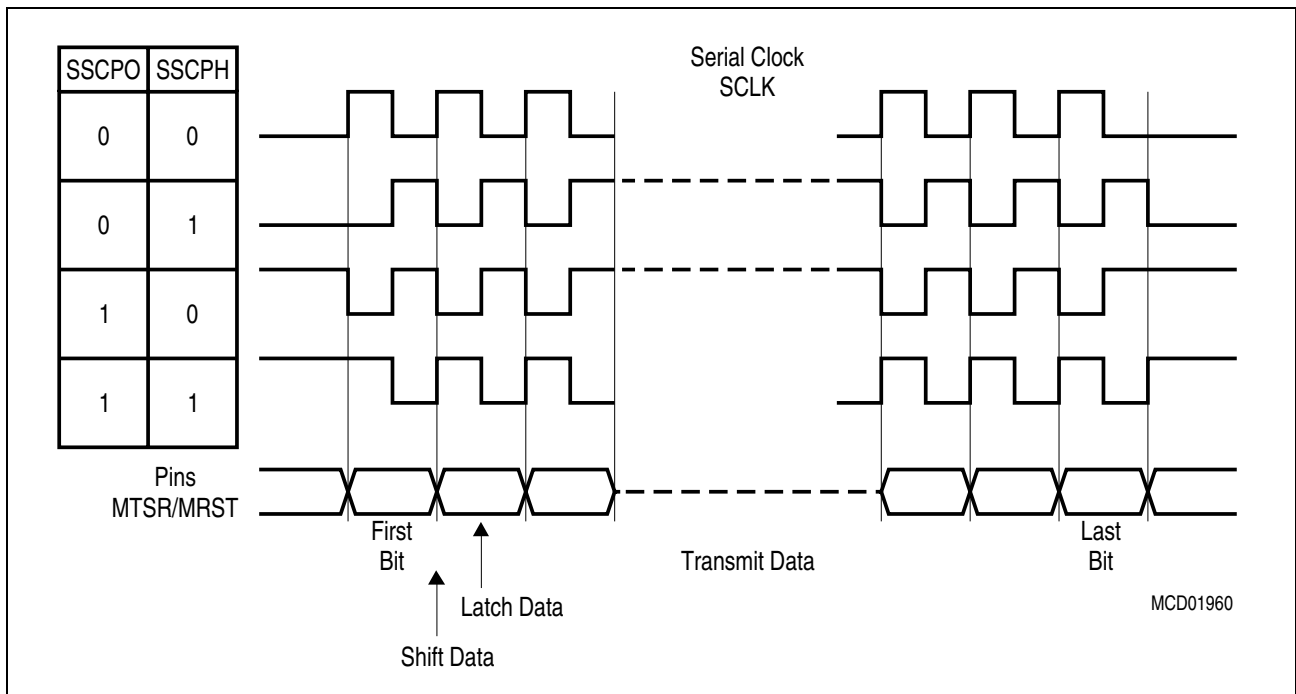 SSCPO SSCPH
0 0
0 1
1 0
1 1
Serial Clock
SCLK
Pins
MTSR/MRST
First
Bit
Last
Bit
Transmit Data
Latch Data
Shift Data
MCD01960